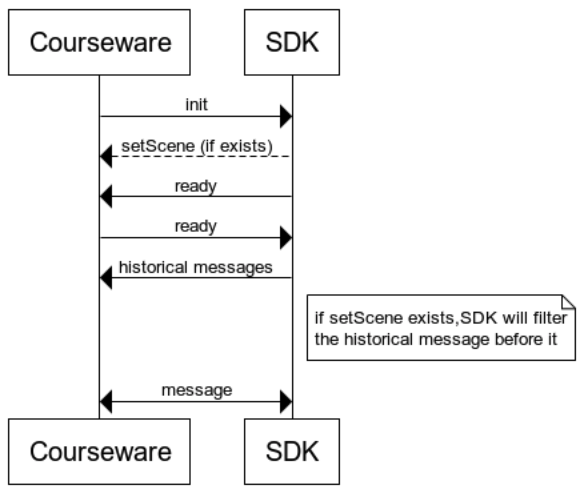 Courseware
SDK
init
setScene (if exists)
ready
ready
historical messages
if setScene exists,SDK will filter
the historical message before it
message
Courseware
SDK